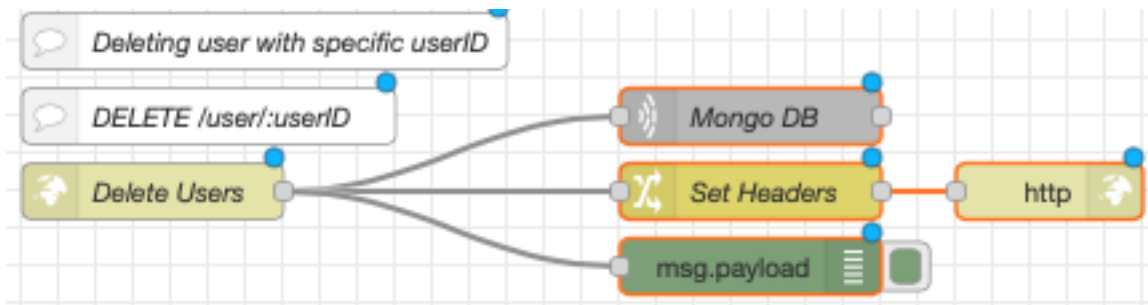 Deleting user with specific userID
DELETE /user/:userID
Mongo DB
Delete Users
Set Headers
http
msg.payload